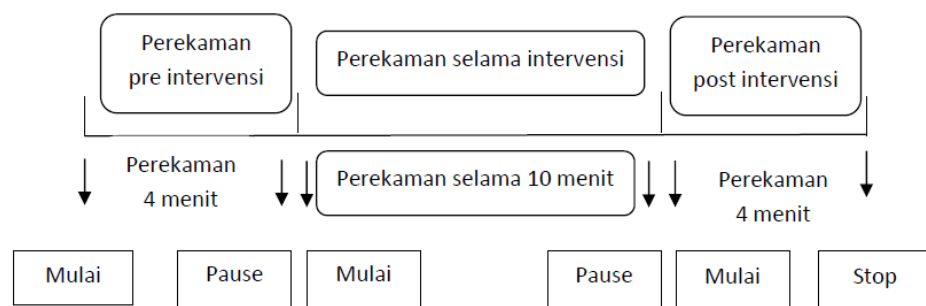 Perekaman
pre intervensi
Perekaman selama intervensi
Perekaman
post intervensi
Perekaman
4 menit
Perekaman selama 10 menit
Perekaman
4 menit
Mulai
Pause
Mulai
Pause
Mulai
Stop